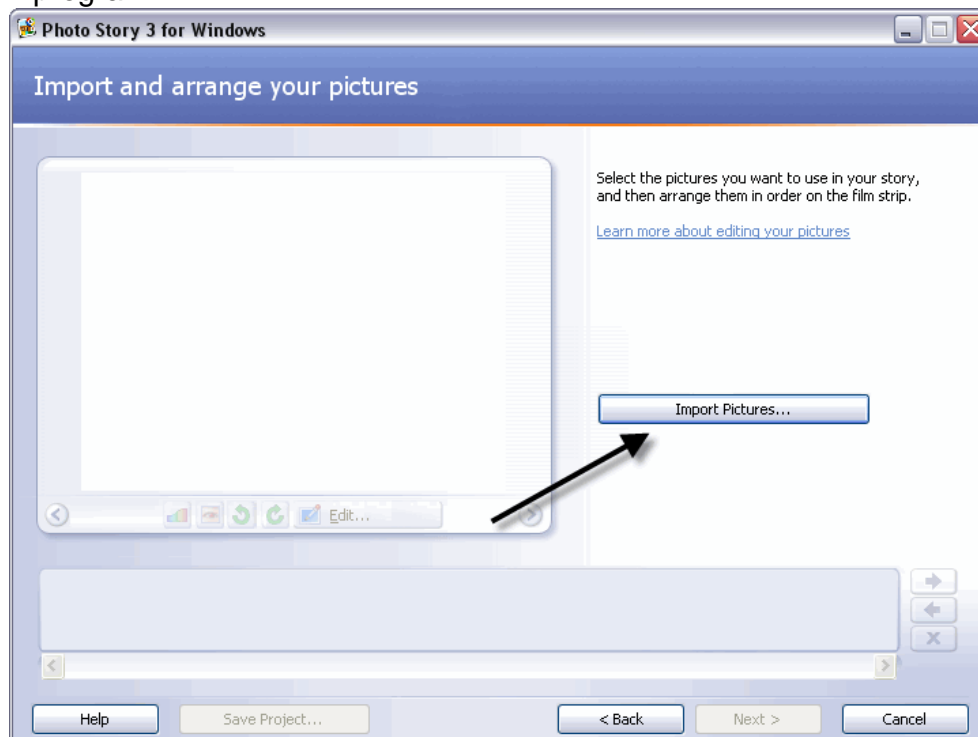 Photo Story 3 for Windows
Import and arrange your pictures
Select the pictures you want to use in your story,
and then arrange them in order on the film strip.
Learn more about editing your pictures
Import Pictures...
Edit...
Help
Save Project...
< Back
Next >
Cancel